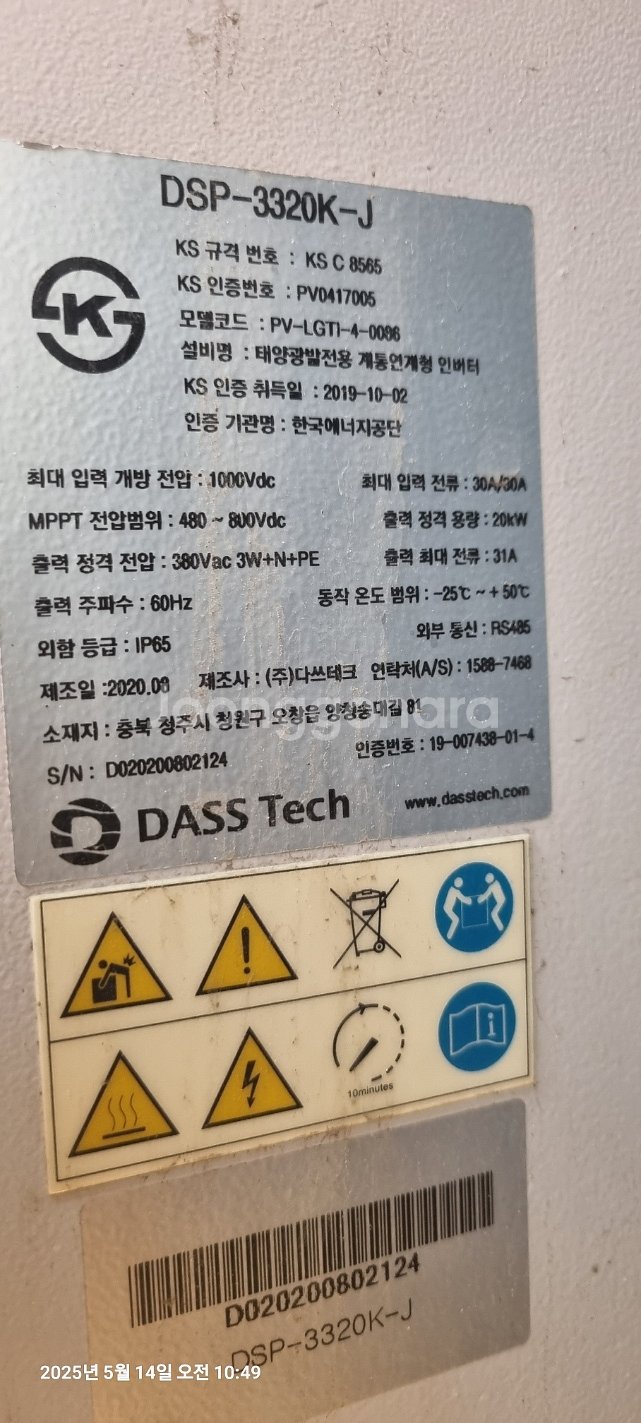 DSP-3320K-J
KS 규격 번호 : KS C 8565
KS 인증번호 : PV0417005
모델코드 : PV-LGTI-4-0086
설비명 : 태양광발전용 계통연계형 인버터
KS 인증 취득일 : 2019-10-02
인증 기관명 : 한국에너지공단
최대 입력 개방 전압 : 1000Vdc 최대 입력 전류 : 30A/30A
MPPT 전압범위 : 480 ~ 800Vdc 출력 정격 용량 : 20kW
출력 정격 전압 : 380Vac 3W+N+PE 출력 최대 전류 : 31A
출력 주파수 : 60Hz 동작 온도 범위 : -25℃ ~ + 50℃
외함 등급 : IP65 외부 통신 : RS485
제조일 :2020.08 제조사 : (주)다쓰테크 연락처(A/S) : 1588-7468
소재지 : 충북 청주시 청원구 오창읍 양청송대길 81
S/N : D020200802124 인증번호 : 19-007438-01-4
DASS Tech www.dasstech.com
joonggonara
10minutes
D020200802124
DSP-3320K-J
2025년 5월 14일 오전 10:49